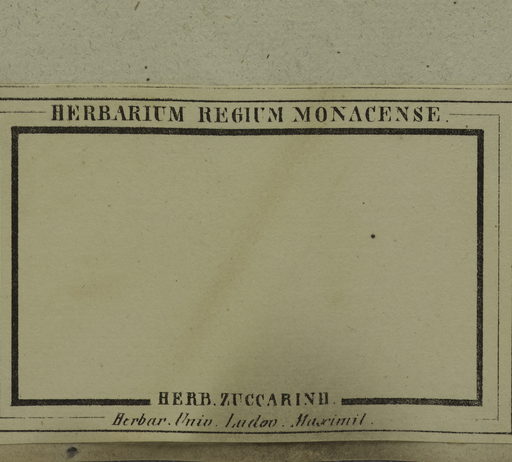 HERBARIUM REGIUM MONACENSE.
HERB. ZUCCARINII.
Herbar. Univ. Ludov. Maximil.